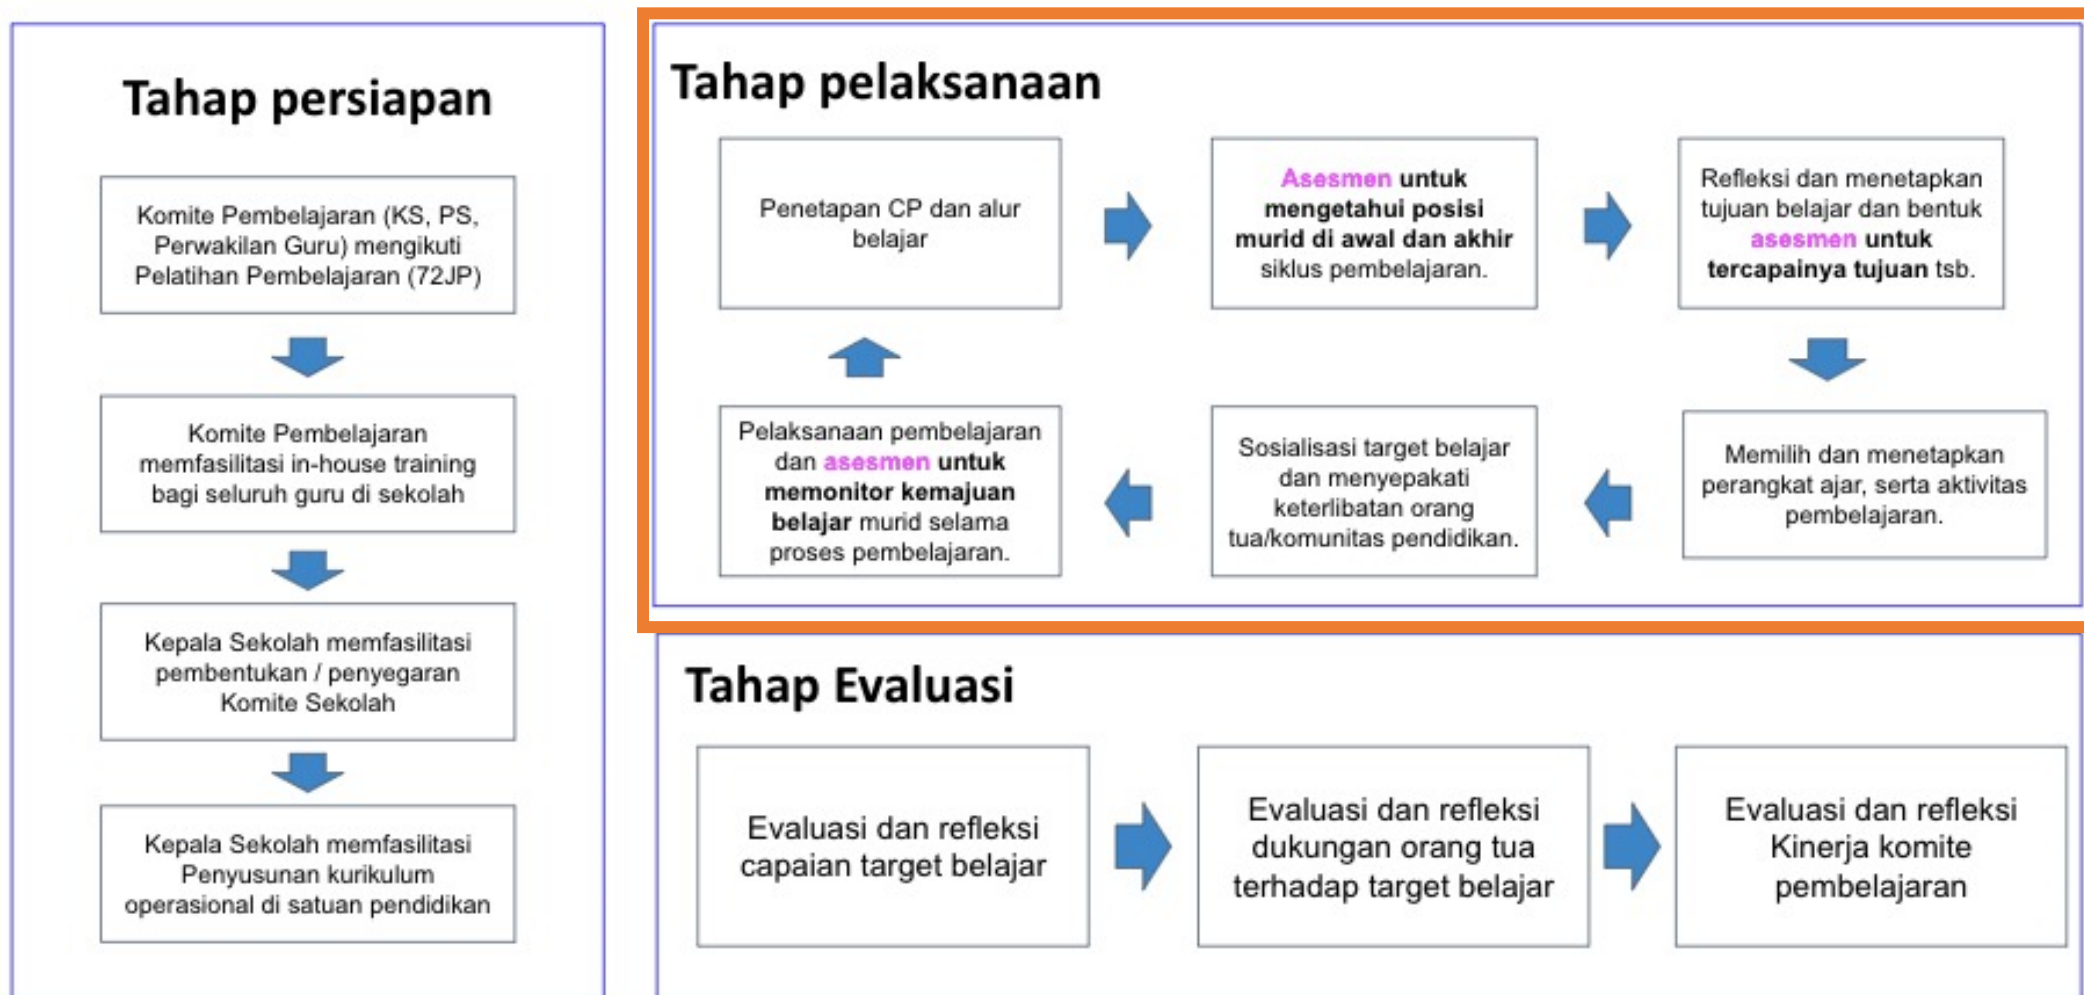 Tahap persiapan
Komite Pembelajaran (KS, PS,
Perwakilan Guru) mengikuti
Pelatihan Pembelajaran (72JP)
Komite Pembelajaran
memfasilitasi in-house training
bagi seluruh guru di sekolah
Kepala Sekolah memfasilitasi
pembentukan / penyegaran
Komite Sekolah
Kepala Sekolah memfasilitasi
Penyusunan kurikulum
operasional di satuan pendidikan
Tahap pelaksanaan
Penetapan CP dan alur
belajar
Asesmen untuk
mengetahui posisi
murid di awal dan akhir
siklus pembelajaran.
Refleksi dan menetapkan
tujuan belajar dan bentuk
asesmen untuk
tercapainya tujuan tsb.
Memilih dan menetapkan
perangkat ajar, serta aktivitas
pembelajaran.
Sosialisasi target belajar
dan menyepakati
keterlibatan orang
tua/komunitas pendidikan.
Pelaksanaan pembelajaran
dan asesmen untuk
memonitor kemajuan
belajar murid selama
proses pembelajaran.
Tahap Evaluasi
Evaluasi dan refleksi
capaian target belajar
Evaluasi dan refleksi
dukungan orang tua
terhadap target belajar
Evaluasi dan refleksi
Kinerja komite
pembelajaran